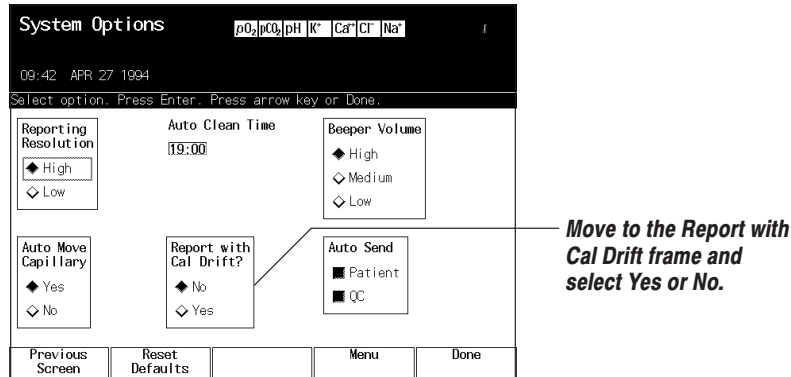 System Options
pO2 pCO2 pH K+ Ca++ Cl- Na+
09:42 APR 27 1994
Select option. Press Enter. Press arrow key or Done.
Reporting
Resolution
High
Low
Auto Clean Time
19:00
Beeper Volume
High
Medium
Low
Auto Move
Capillary
Yes
No
Report with
Cal Drift?
No
Yes
Auto Send
Patient
QC
Move to the Report with
Cal Drift frame and
select Yes or No.
Previous
Screen
Reset
Defaults
Menu
Done